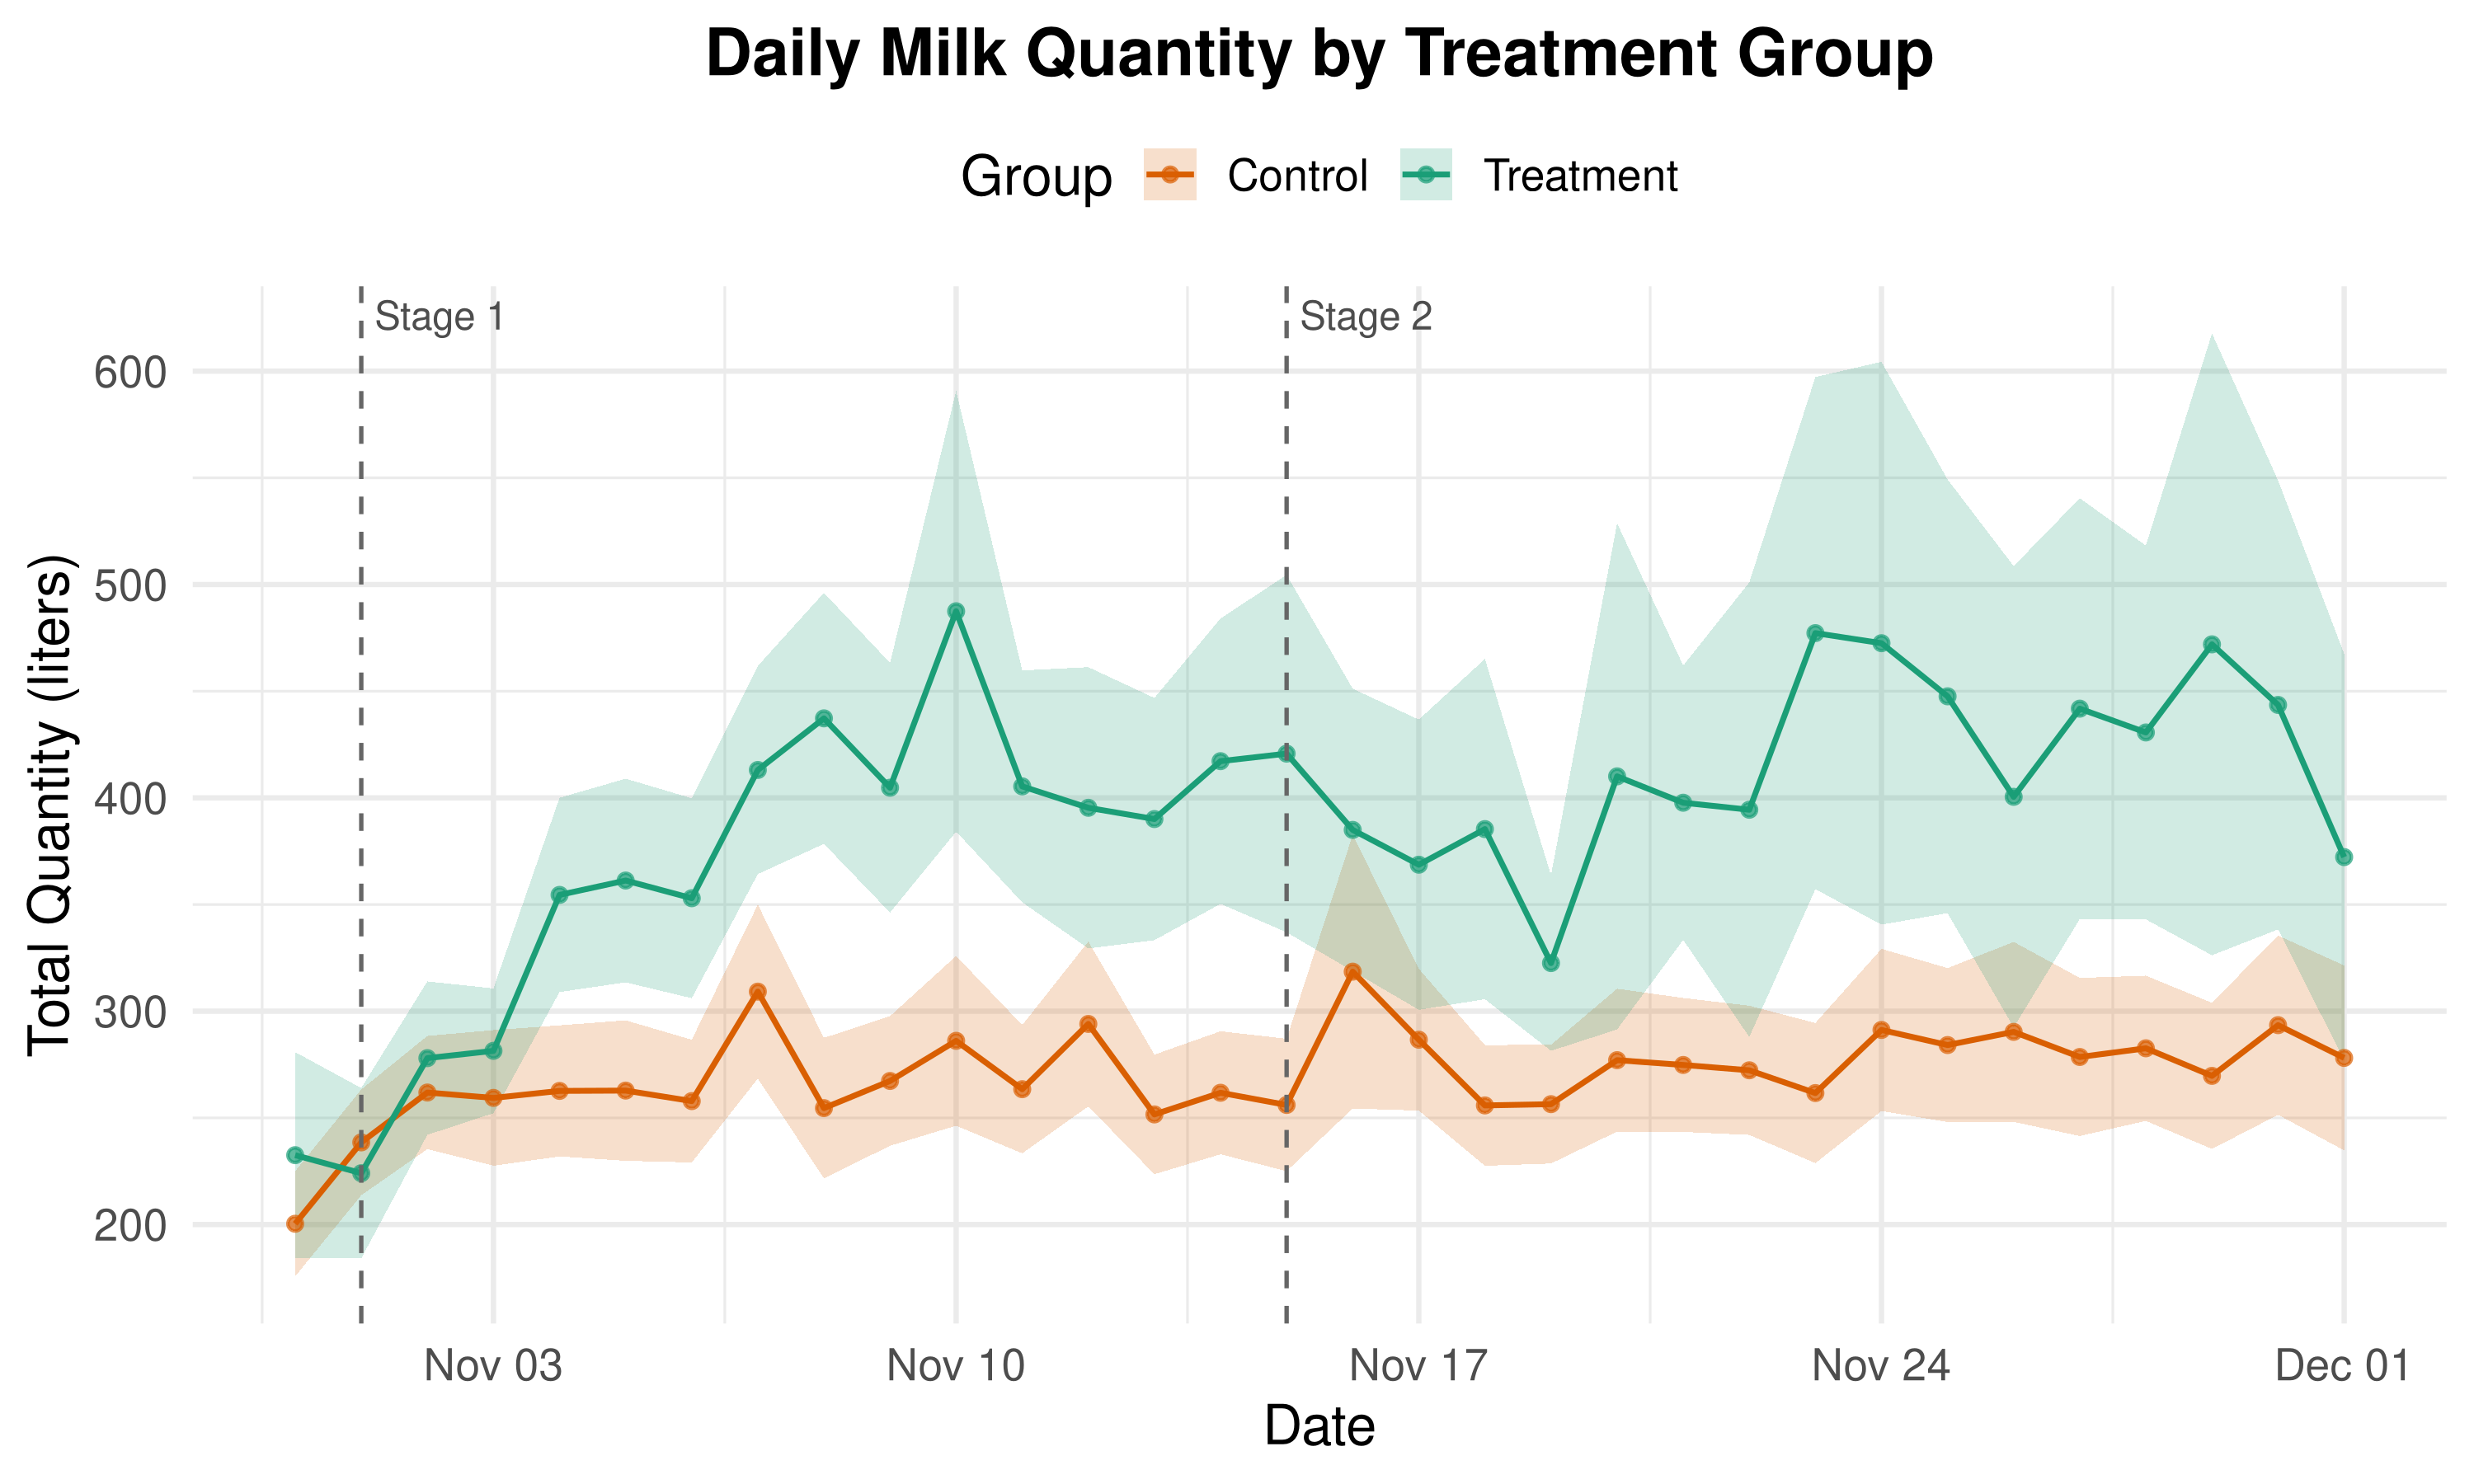 Daily Milk Quantity by Treatment Group
Group Control Treatment
Stage 1 Stage 2
600
500
400
300
200
Total Quantity (liters)
Nov 03 Nov 10 Nov 17 Nov 24 Dec 01
Date